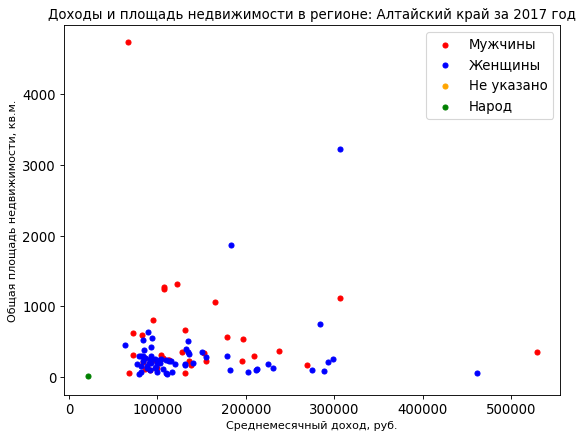 Доходы и площадь недвижимости в регионе: Алтайский край за 2017 год
Мужчины
Женщины
Не указано
Народ
Общая площадь недвижимости, кв.м.
4000
3000
2000
1000
0
0 100000 200000 300000 400000 500000
Среднемесячный доход, руб.